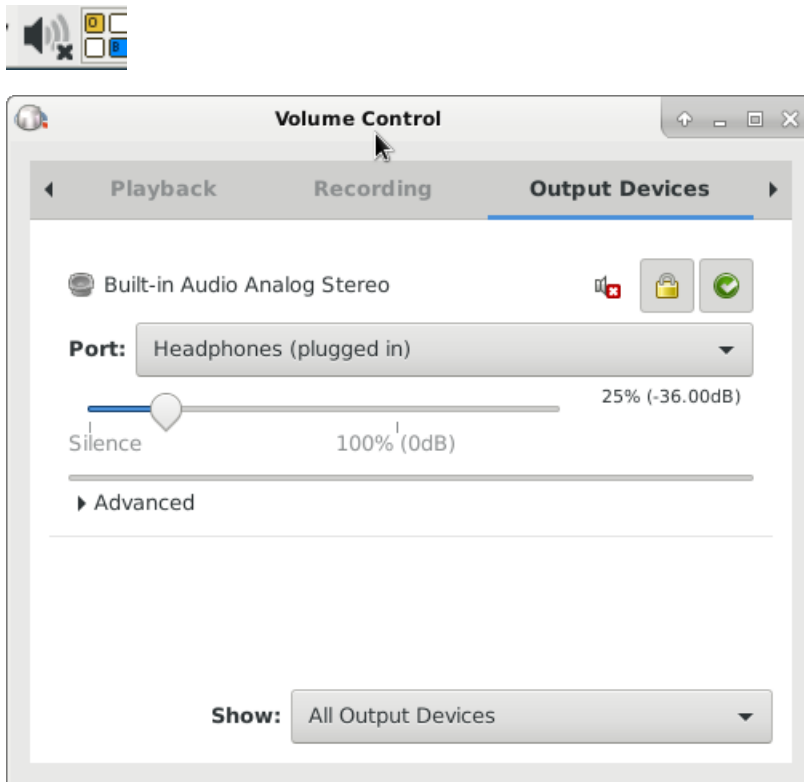 O
B
Volume Control
Playback Recording Output Devices
Built-in Audio Analog Stereo
Port: Headphones (plugged in)
25% (-36.00dB)
Silence 100% (0dB)
Advanced
Show: All Output Devices